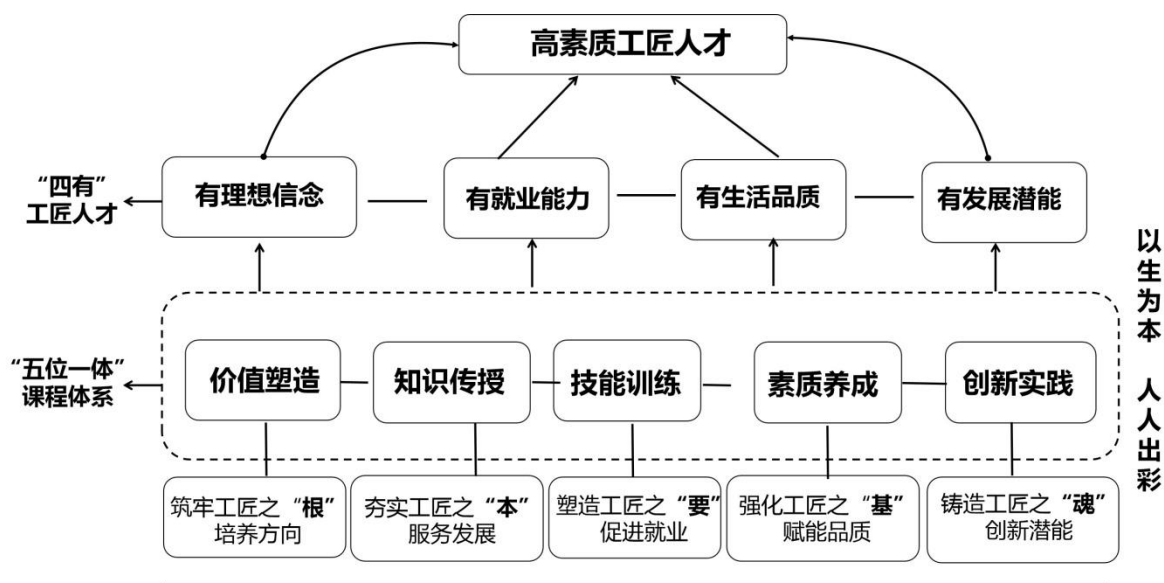 高素质工匠人才
“四有”
工匠人才
有理想信念
有就业能力
有生活品质
有发展潜能
“五位一体”
课程体系
价值塑造
知识传授
技能训练
素质养成
创新实践
筑牢工匠之“根”
培养方向
夯实工匠之“本”
服务发展
塑造工匠之“要”
促进就业
强化工匠之“基”
赋能品质
铸造工匠之“魂”
创新潜能
以生为本 人人出彩